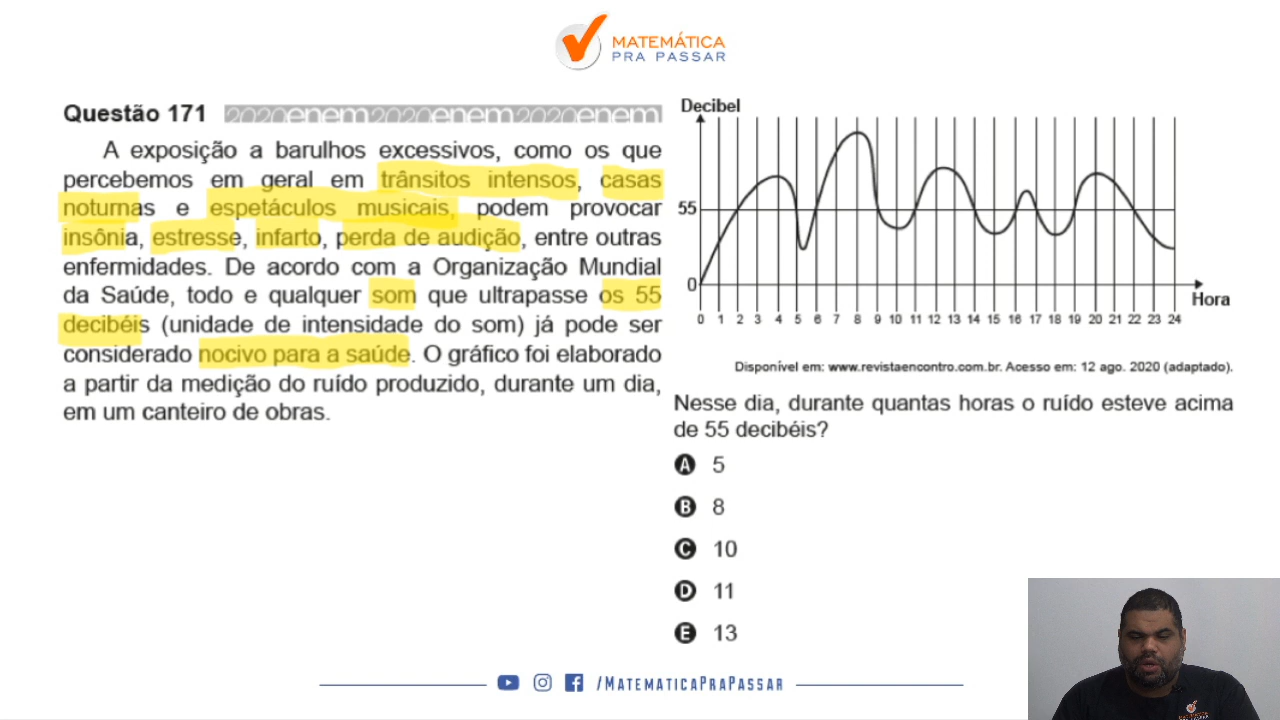 MATEMÁTICA
PRA PASSAR
Questão 171 2020enem2020enem2020enem
A exposição a barulhos excessivos, como os que
percebemos em geral em trânsitos intensos, casas
noturnas e espetáculos musicais, podem provocar
insônia, estresse, infarto, perda de audição, entre outras
enfermidades. De acordo com a Organização Mundial
da Saúde, todo e qualquer som que ultrapasse os 55
decibéis (unidade de intensidade do som) já pode ser
considerado nocivo para a saúde. O gráfico foi elaborado
a partir da medição do ruído produzido, durante um dia,
em um canteiro de obras.
Decibel
55
0
Hora
0 1 2 3 4 5 6 7 8 9 10 11 12 13 14 15 16 17 18 19 20 21 22 23 24
Disponível em: www.revistaencontro.com.br. Acesso em: 12 ago. 2020 (adaptado).
Nesse dia, durante quantas horas o ruído esteve acima
de 55 decibéis?
A 5
B 8
C 10
D 11
E 13
/MATEMATICAPRAPASSAR